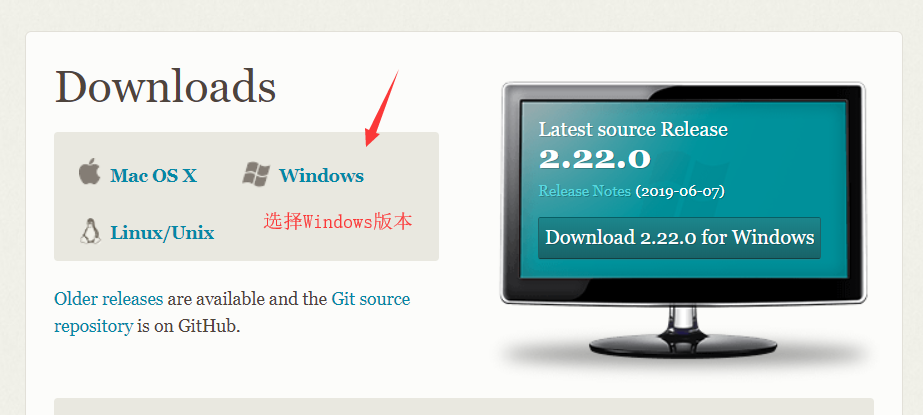 Downloads
Mac OS X
Windows
选择Windows版本
Linux/Unix
Older releases are available and the Git source
repository is on GitHub.
Latest source Release
2.22.0
Release Notes (2019-06-07)
Download 2.22.0 for Windows